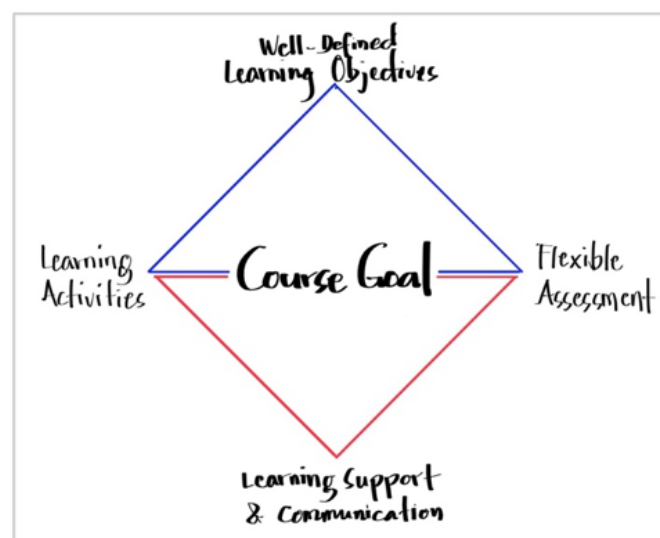 Well-Defined
Learning Objectives
Learning
Activities
Course Goal
Flexible
Assessment
Learning Support
& Communication